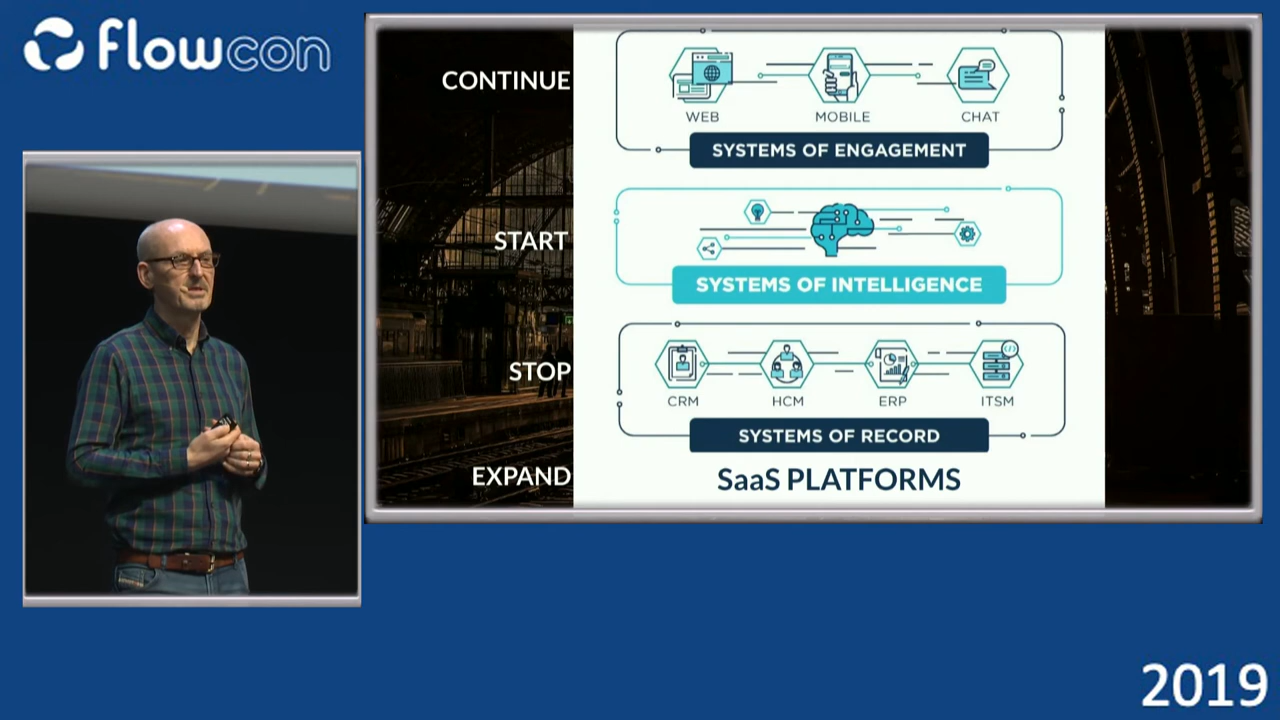 flowcon
CONTINUE
WEB
MOBILE
CHAT
SYSTEMS OF ENGAGEMENT
START
SYSTEMS OF INTELLIGENCE
STOP
CRM
HCM
ERP
ITSM
SYSTEMS OF RECORD
EXPAND
SaaS PLATFORMS
2019